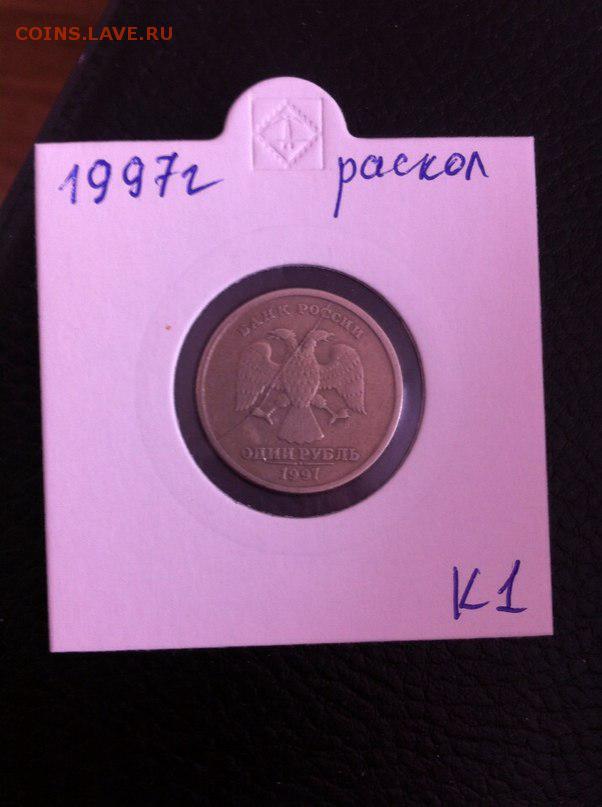 COINS.LAVE.RU
1997г раскол
БАНК РОССИИ
ОДИН РУБЛЬ
1997
К1